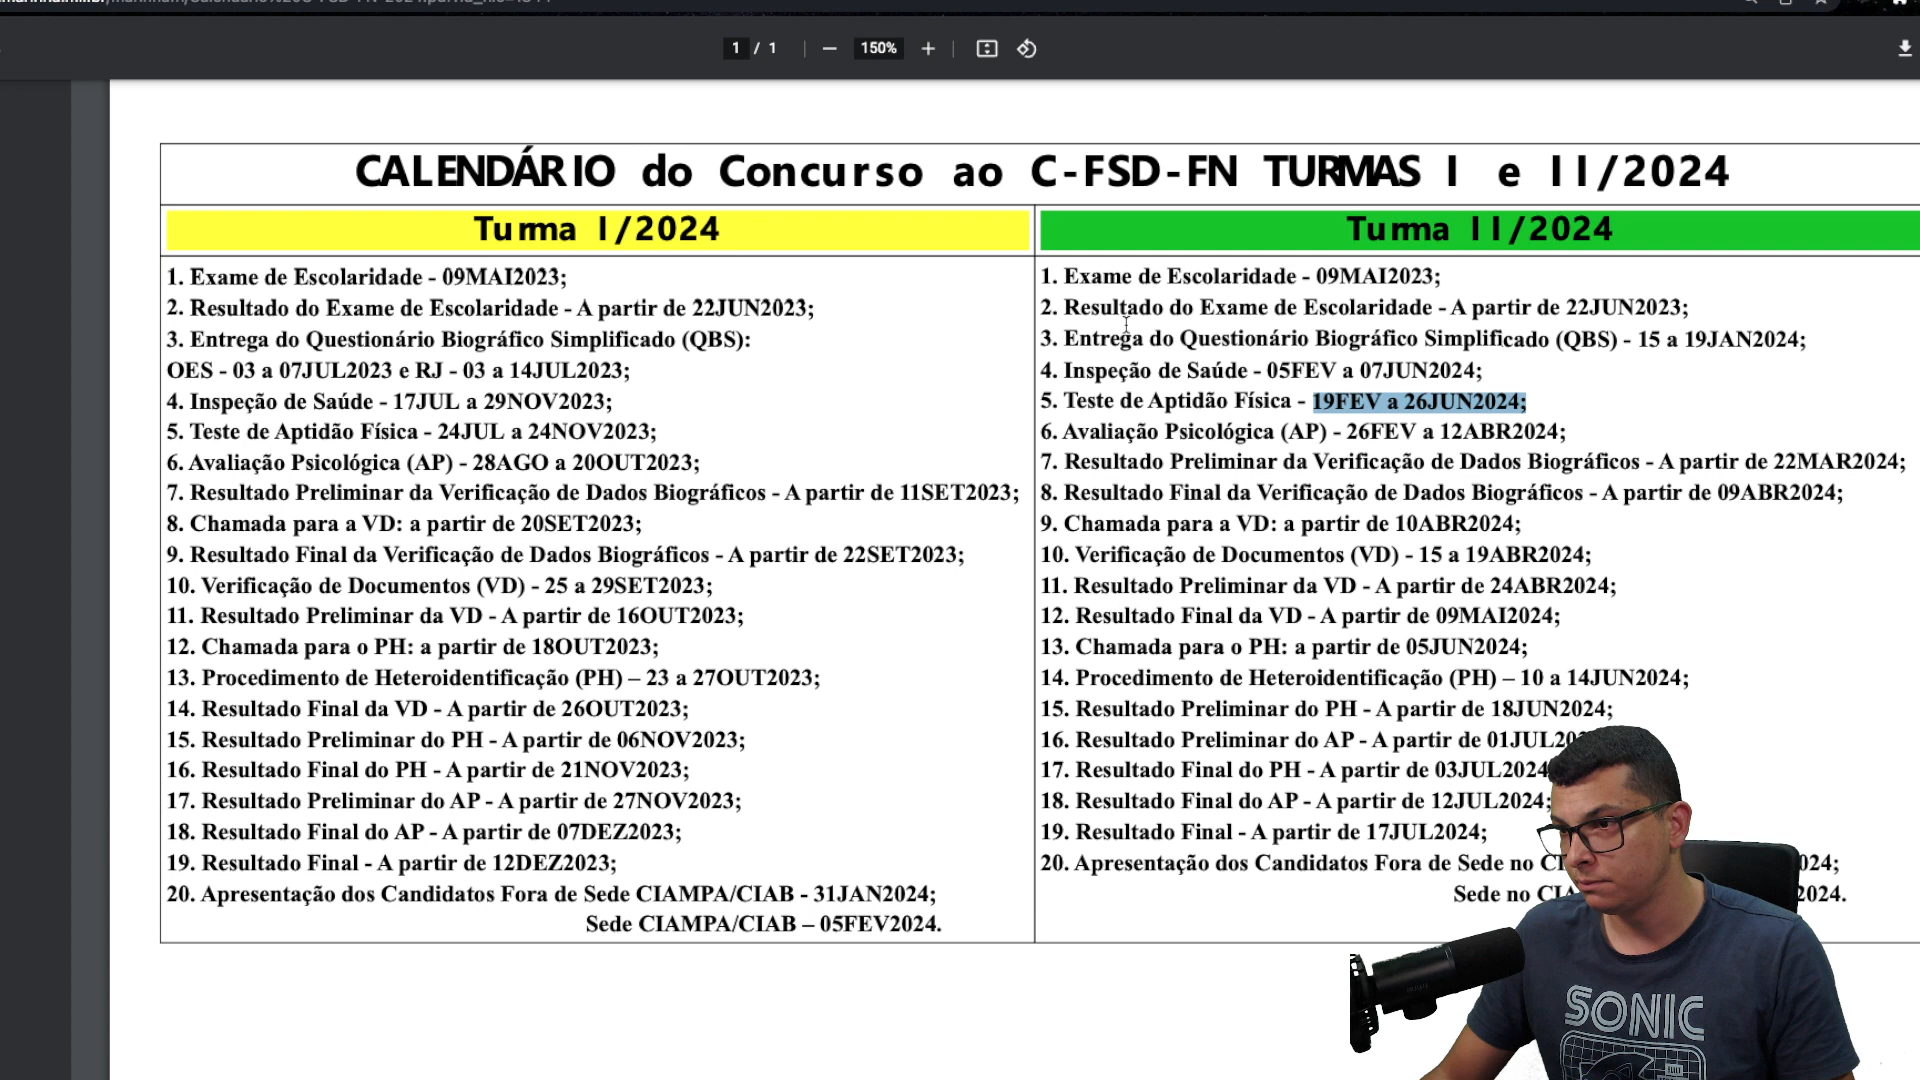 1 / 1
150%
CALENDÁRIO do Concurso ao C-FSD-FN TURMAS I e II/2024
Turma I/2024
1. Exame de Escolaridade - 09MAI2023;
2. Resultado do Exame de Escolaridade - A partir de 22JUN2023;
3. Entrega do Questionário Biográfico Simplificado (QBS):
OES - 03 a 07JUL2023 e RJ - 03 a 14JUL2023;
4. Inspeção de Saúde - 17JUL a 29NOV2023;
5. Teste de Aptidão Física - 24JUL a 24NOV2023;
6. Avaliação Psicológica (AP) - 28AGO a 20OUT2023;
7. Resultado Preliminar da Verificação de Dados Biográficos - A partir de 11SET2023;
8. Chamada para a VD: a partir de 20SET2023;
9. Resultado Final da Verificação de Dados Biográficos - A partir de 22SET2023;
10. Verificação de Documentos (VD) - 25 a 29SET2023;
11. Resultado Preliminar da VD - A partir de 16OUT2023;
12. Chamada para o PH: a partir de 18OUT2023;
13. Procedimento de Heteroidentificação (PH) – 23 a 27OUT2023;
14. Resultado Final da VD - A partir de 26OUT2023;
15. Resultado Preliminar do PH - A partir de 06NOV2023;
16. Resultado Final do PH - A partir de 21NOV2023;
17. Resultado Preliminar do AP - A partir de 27NOV2023;
18. Resultado Final do AP - A partir de 07DEZ2023;
19. Resultado Final - A partir de 12DEZ2023;
20. Apresentação dos Candidatos Fora de Sede CIAMPA/CIAB - 31JAN2024;
Sede CIAMPA/CIAB – 05FEV2024.
Turma II/2024
1. Exame de Escolaridade - 09MAI2023;
2. Resultado do Exame de Escolaridade - A partir de 22JUN2023;
3. Entrega do Questionário Biográfico Simplificado (QBS) - 15 a 19JAN2024;
4. Inspeção de Saúde - 05FEV a 07JUN2024;
5. Teste de Aptidão Física - 19FEV a 26JUN2024;
6. Avaliação Psicológica (AP) - 26FEV a 12ABR2024;
7. Resultado Preliminar da Verificação de Dados Biográficos - A partir de 22MAR2024;
8. Resultado Final da Verificação de Dados Biográficos - A partir de 09ABR2024;
9. Chamada para a VD: a partir de 10ABR2024;
10. Verificação de Documentos (VD) - 15 a 19ABR2024;
11. Resultado Preliminar da VD - A partir de 24ABR2024;
12. Resultado Final da VD - A partir de 09MAI2024;
13. Chamada para o PH: a partir de 05JUN2024;
14. Procedimento de Heteroidentificação (PH) – 10 a 14JUN2024;
15. Resultado Preliminar do PH - A partir de 18JUN2024;
16. Resultado Preliminar do AP - A partir de 01JUL20
17. Resultado Final do PH - A partir de 03JUL2024
18. Resultado Final do AP - A partir de 12JUL2024;
19. Resultado Final - A partir de 17JUL2024;
20. Apresentação dos Candidatos Fora de Sede no CI 024;
Sede no CIA 2024.
SONIC